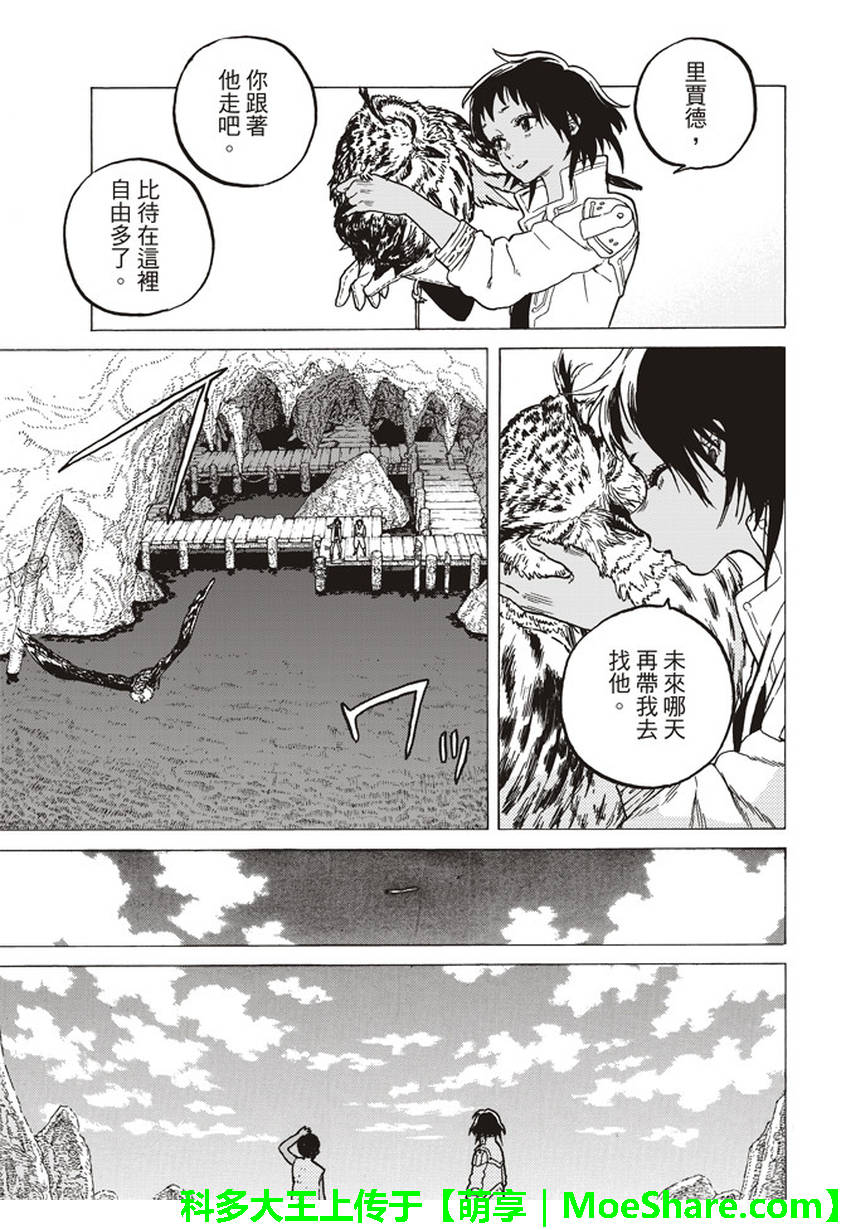 里賈德，
你跟著
他走吧。
比待在這裡
自由多了。
未來哪天
再帶我去
找他。
バッ
科多大王上传于【萌享｜MoeShare.com】